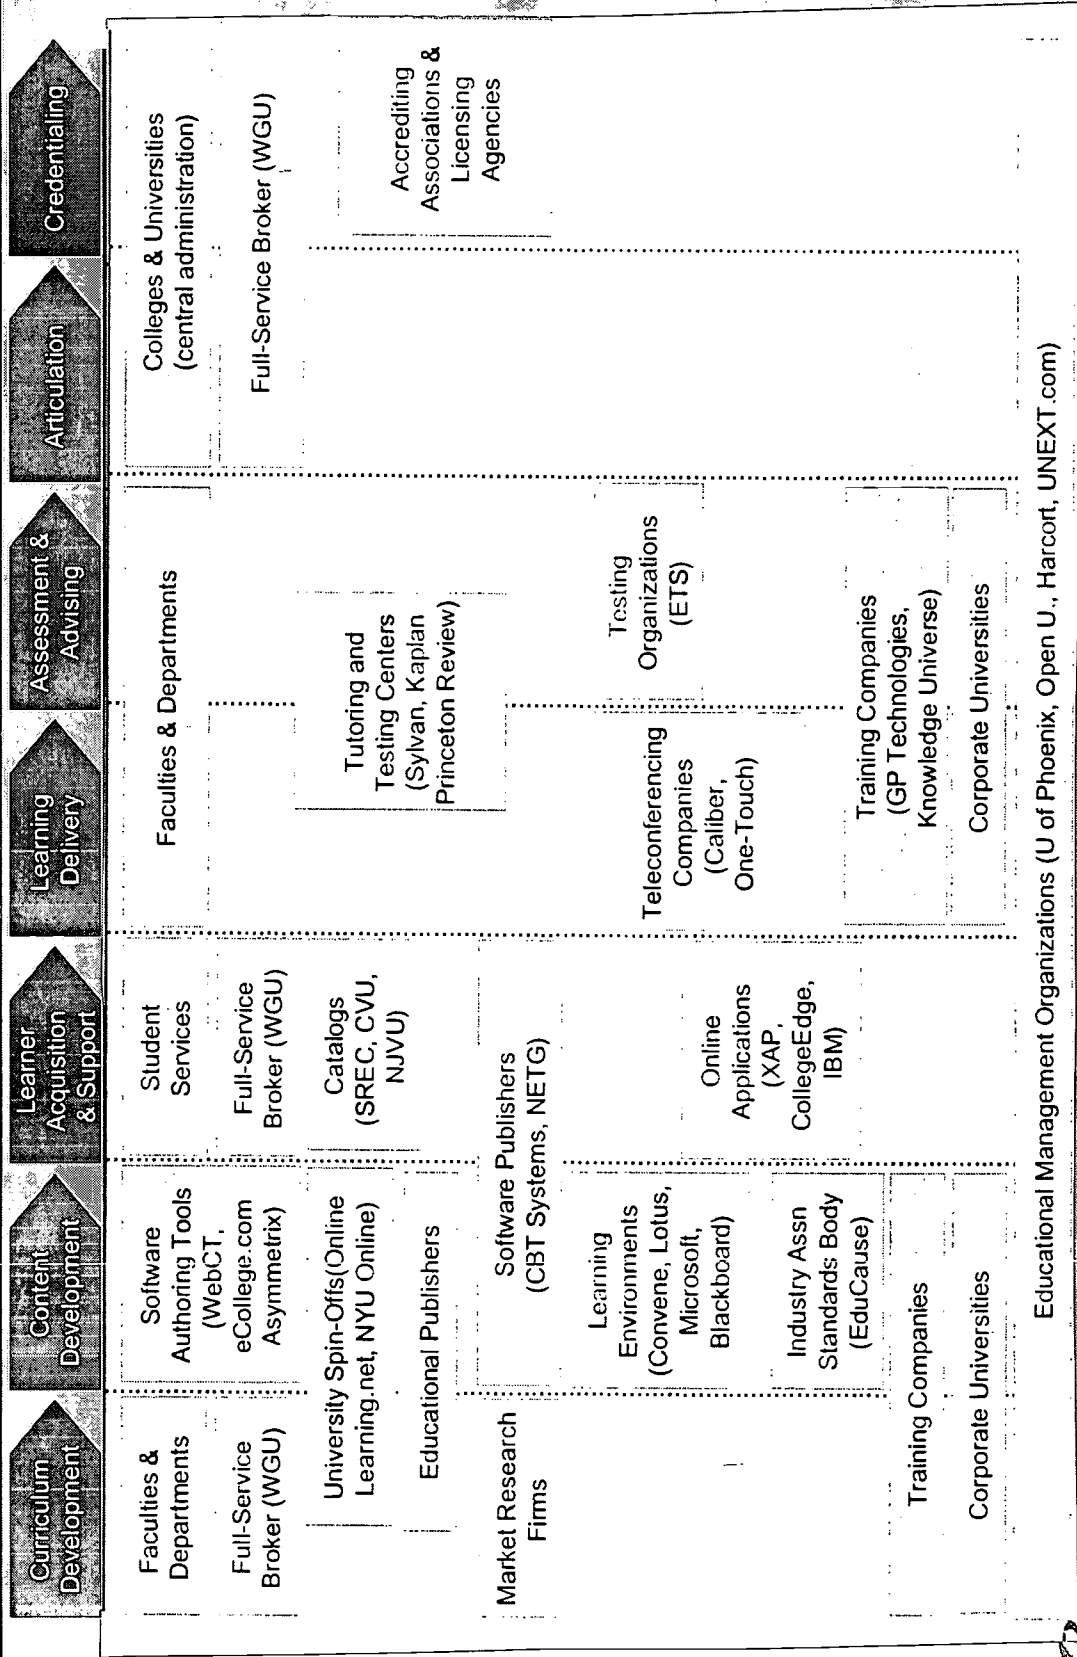 Curriculum
Development
Content
Development
Learner
Acquisition
& Support
Learning
Delivery
Assessment &
Advising
Articulation
Credentialing
Faculties &
Departments
Software
Authoring Tools
(WebCT,
eCollege.com
Asymmetrix)
Student
Services
Faculties & Departments
Colleges & Universities
(central administration)
Full-Service
Broker (WGU)
Full-Service
Broker (WGU)
Full-Service Broker (WGU)
University Spin-Offs(Online
Learning.net, NYU Online)
Catalogs
(SREC, CVU,
NJVU)
Tutoring and
Testing Centers
(Sylvan, Kaplan
Princeton Review)
Accrediting
Associations &
Licensing
Agencies
Educational Publishers
Market Research
Firms
Software Publishers
(CBT Systems, NETG)
Learning
Environments
(Convene, Lotus,
Microsoft,
Blackboard)
Teleconferencing
Companies
(Caliber,
One-Touch)
Testing
Organizations
(ETS)
Online
Applications
(XAP,
CollegeEdge,
IBM)
Industry Assn
Standards Body
(EduCause)
Training Companies
Training Companies
(GP Technologies,
Knowledge Universe)
Corporate Universities
Corporate Universities
Educational Management Organizations (U of Phoenix, Open U., Harcort, UNEXT.com)